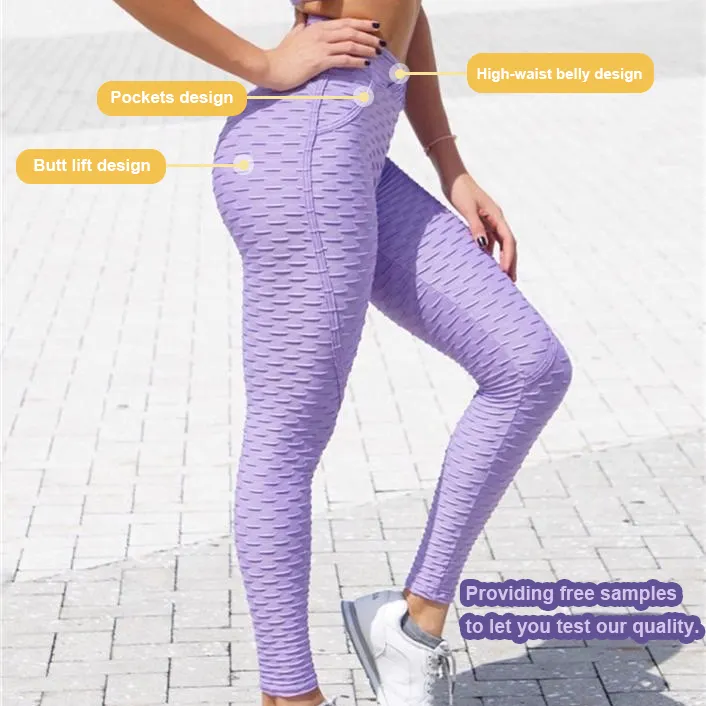 High-waist belly design
Pockets design
Butt lift design
Providing free samples
to let you test our quality.